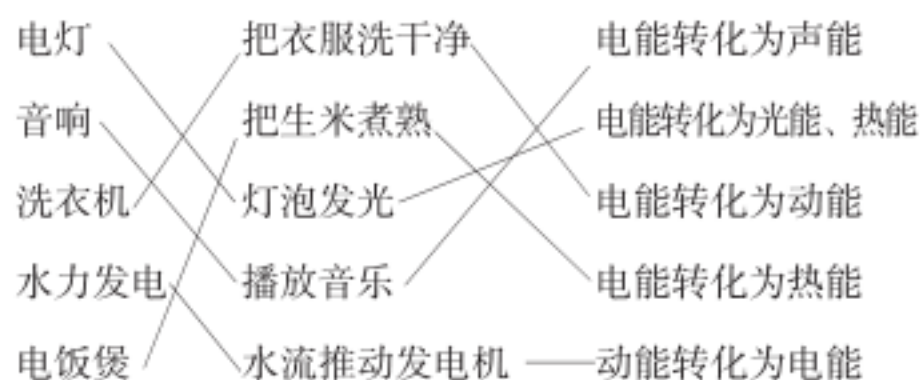 电灯 把衣服洗干净 电能转化为声能
音响 把生米煮熟 电能转化为光能、热能
洗衣机 灯泡发光 电能转化为动能
水力发电 播放音乐 电能转化为热能
电饭煲 水流推动发电机 动能转化为电能